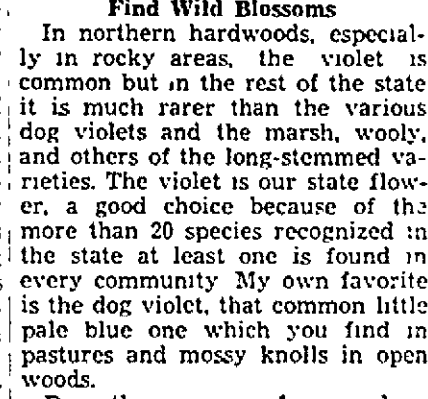 Find Wild Blossoms
In northern hardwoods, especial-
ly in rocky areas, the violet is
common but in the rest of the state
it is much rarer than the various
dog violets and the marsh, wooly,
and others of the long-stemmed va-
rieties. The violet is our state flow-
er, a good choice because of the
more than 20 species recognized in
the state at least one is found in
every community My own favorite
is the dog violet, that common little
pale blue one which you find in
pastures and mossy knolls in open
woods.